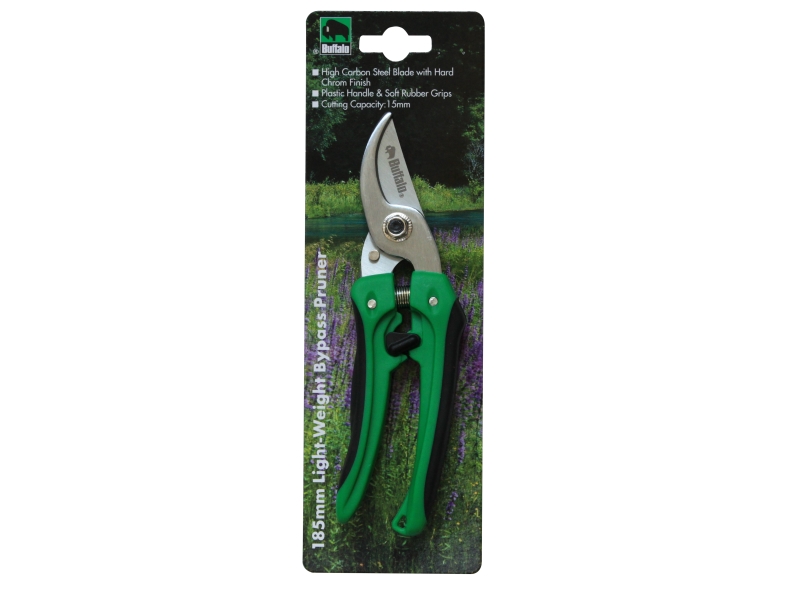 185mm Light-Weight Bypass Pruner
Buffalo®
® Buffalo
■ High Carbon Steel Blade with Hard
Chrom Finish
■ Plastic Handle & Soft Rubber Grips
■ Cutting Capacity:15mm